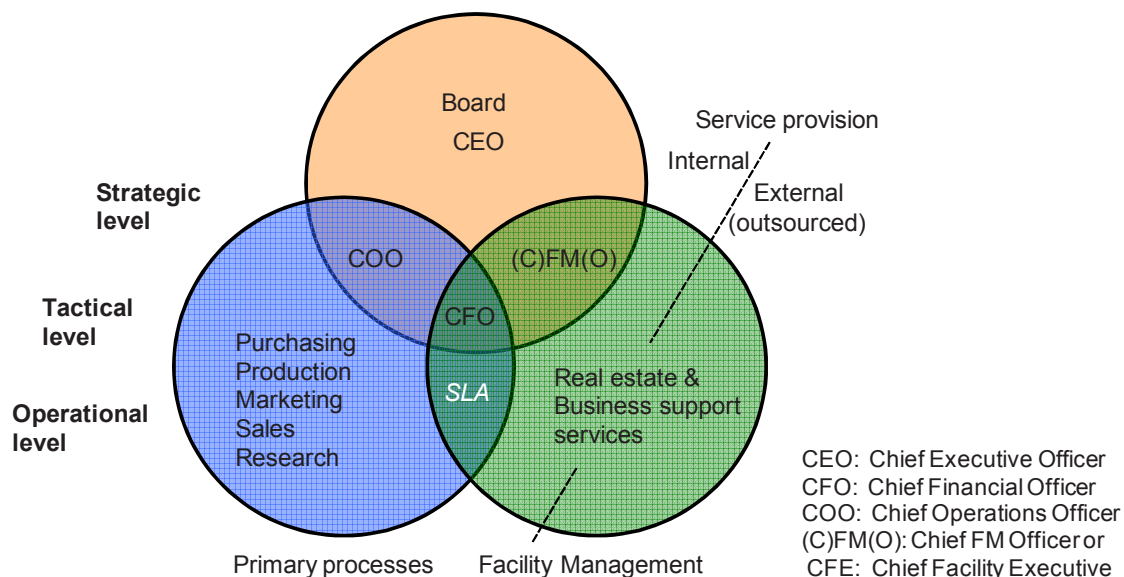 Board
CEO
Service provision
Internal
External
(outsourced)
Strategic
level
COO
(C)FM(O)
Tactical
level
CFO
Purchasing
Production
Marketing
Sales
Research
SLA
Real estate &
Business support
services
Operational
level
CEO: Chief Executive Officer
CFO: Chief Financial Officer
COO: Chief Operations Officer
(C)FM(O): Chief FM Officer or
CFE: Chief Facility Executive
Primary processes
Facility Management